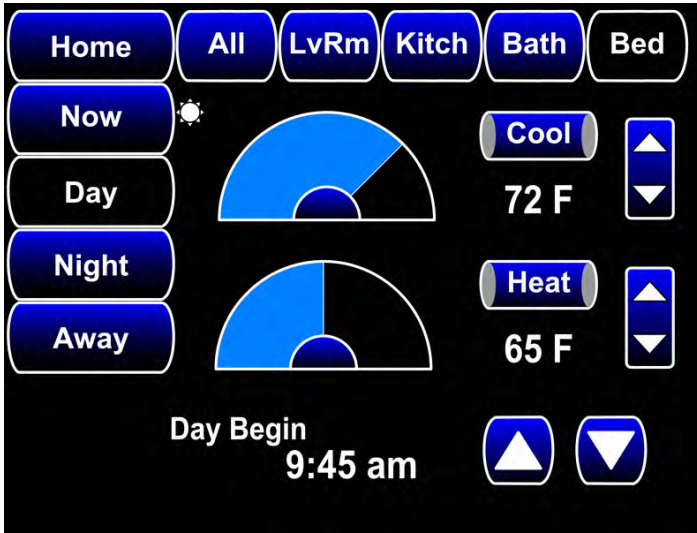 Home All LvRm Kitch Bath Bed
Now
Cool
Day
72 F
Night
Heat
Away
65 F
Day Begin
9:45 am